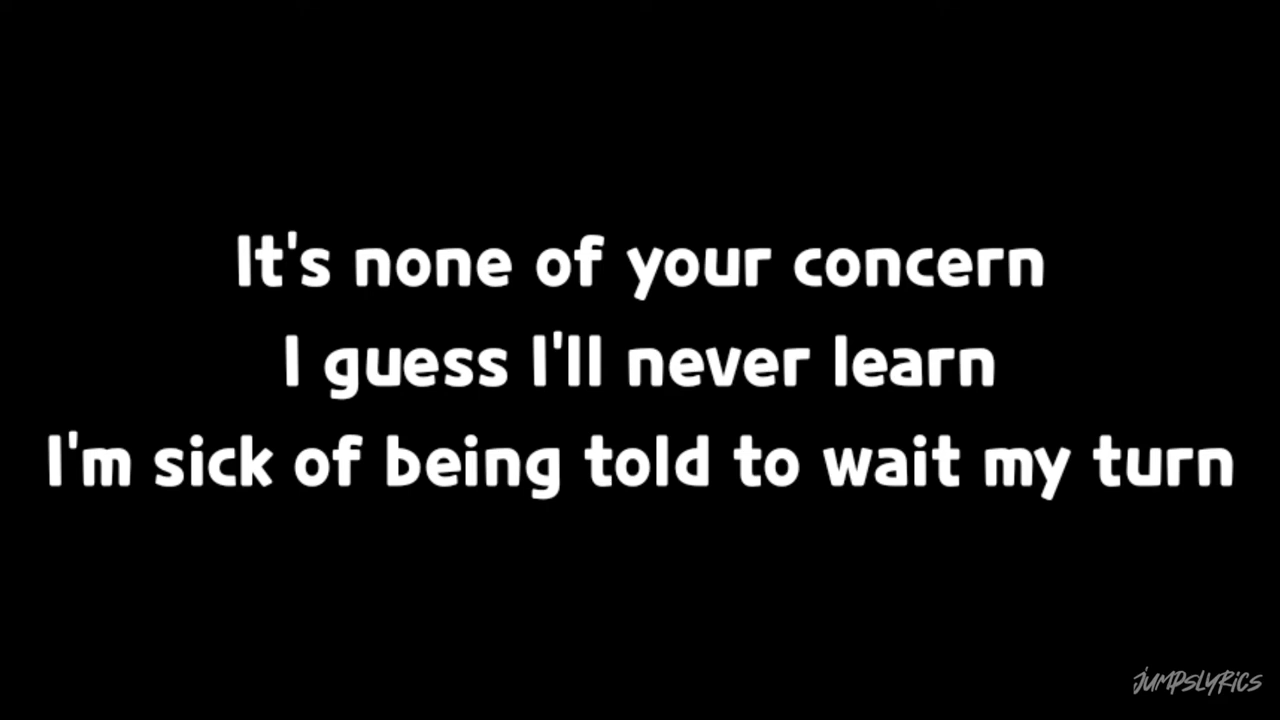 It's none of your concern
I guess I'll never learn
I'm sick of being told to wait my turn
JUMPSLYRiCS